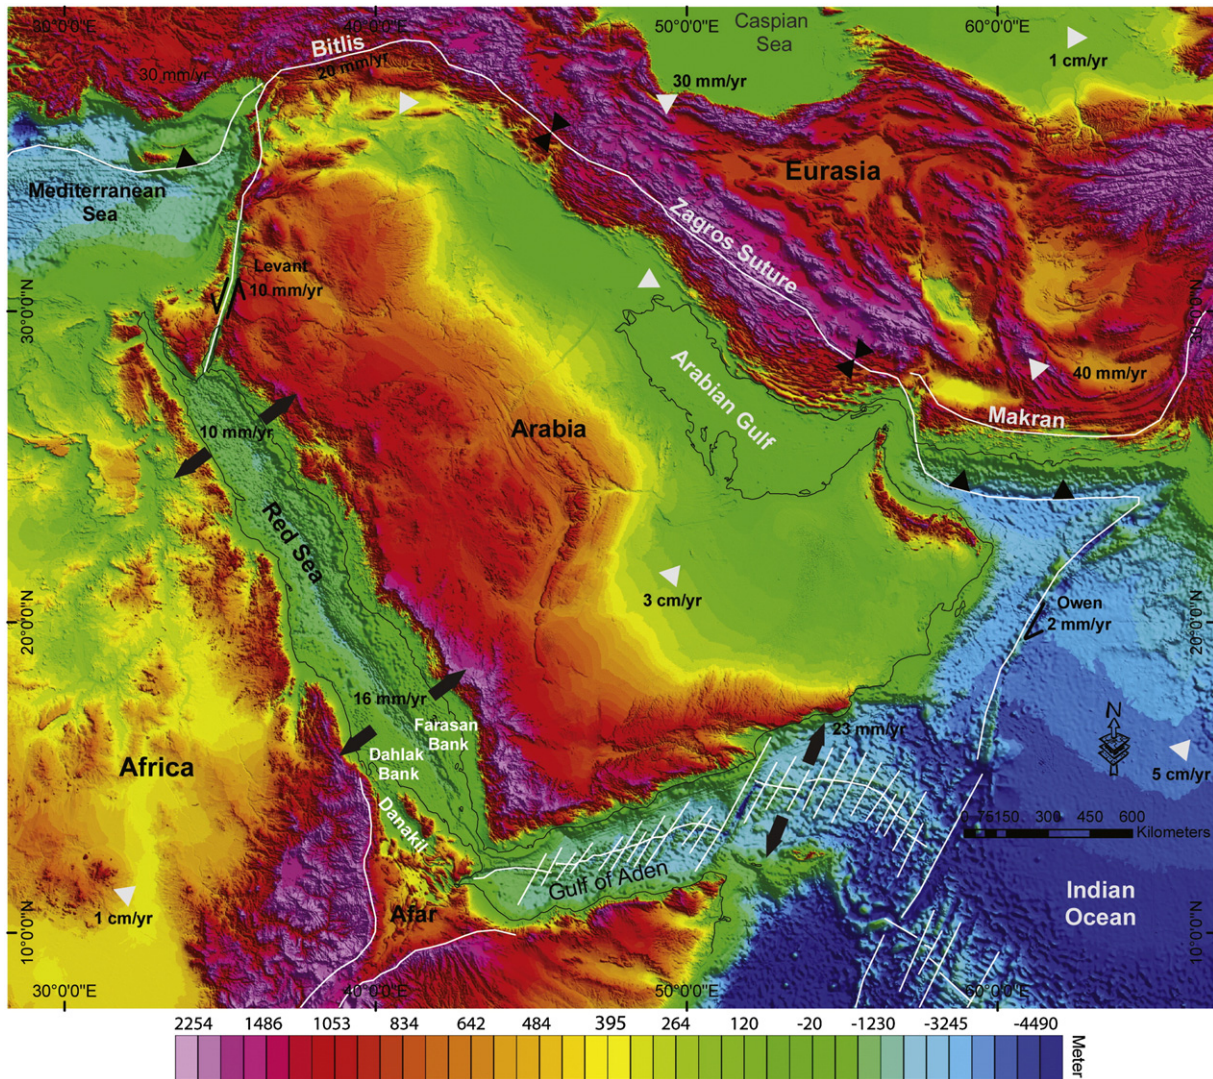 30°0'0"E
40°0'0"E
50°0'0"E
60°0'0"E
Caspian
Sea
Bitlis
20 mm/yr
30 mm/yr
30 mm/yr
1 cm/yr
Eurasia
Mediterranean
Sea
Zagros Suture
Levant
10 mm/yr
30°0'0"N
30°0'0"N
Arabian Gulf
40 mm/yr
Makran
10 mm/yr
Arabia
Red Sea
3 cm/yr
Owen
2 mm/yr
20°0'0"N
20°0'0"N
16 mm/yr
Farasan
Bank
Dahlak
Bank
23 mm/yr
N
Africa
5 cm/yr
Danakil
0 75150 300 450 600
Kilometers
Gulf of Aden
Indian
Ocean
1 cm/yr
Afar
10°0'0"N
10°0'0"N
30°0'0"E
40°0'0"E
50°0'0"E
60°0'0"E
2254 1486 1053 834 642 484 395 264 120 -20 -1230 -3245 -4490
Meter